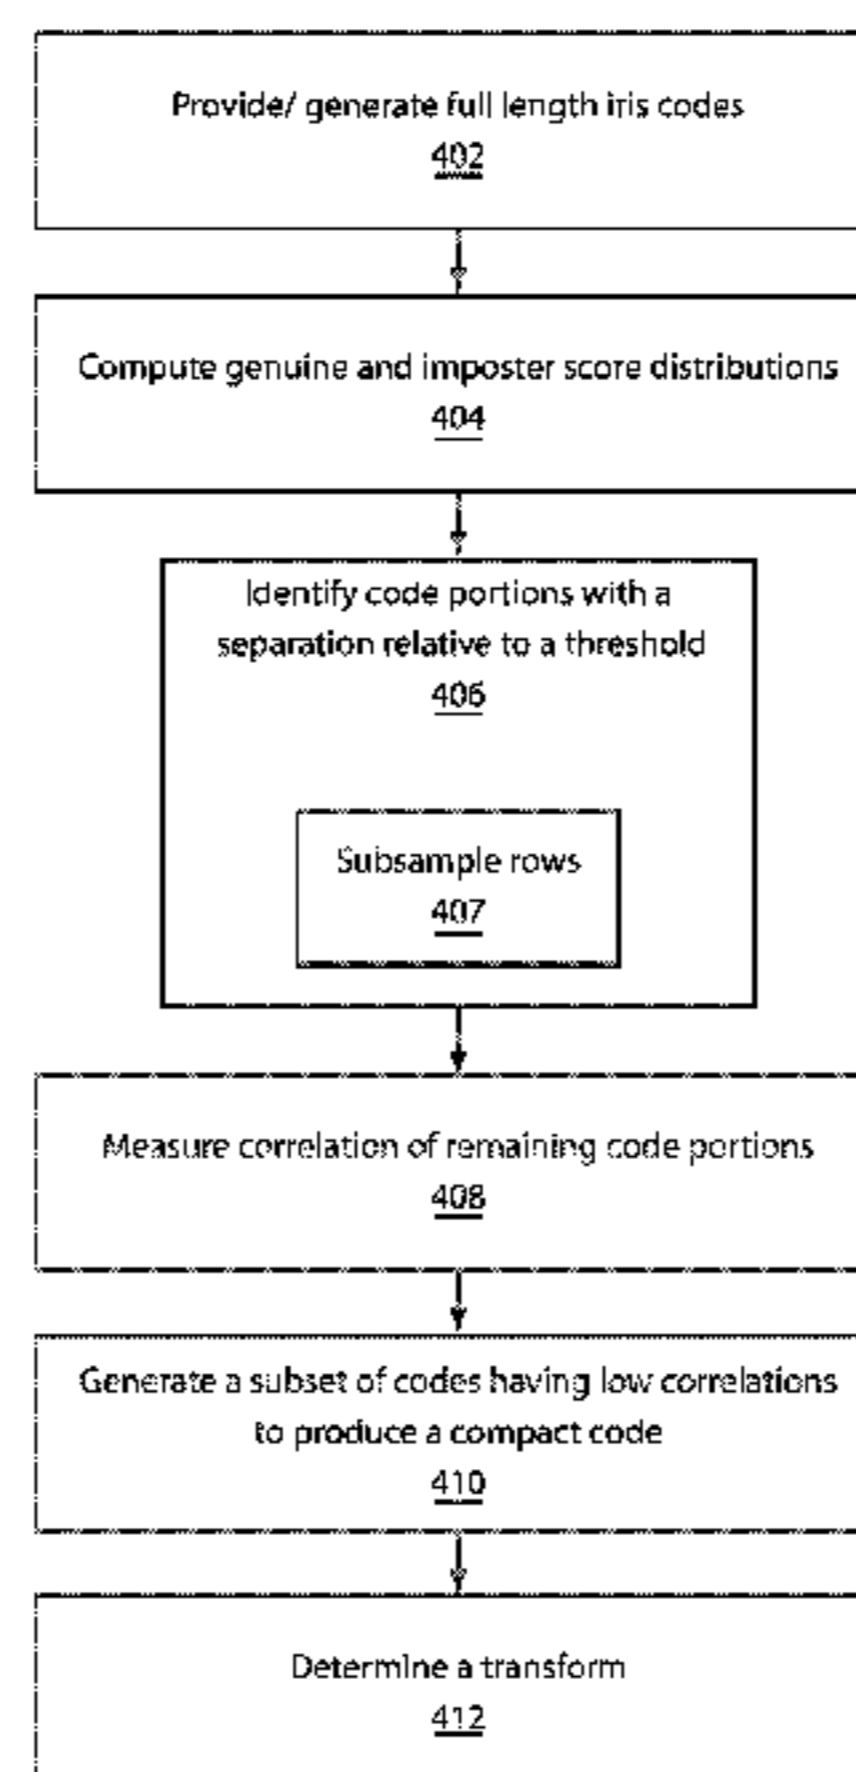 Provide/ generate full length iris codes
402
Compute genuine and imposter score distributions
404
Identify code portions with a
separation relative to a threshold
406
Subsample rows
407
Measure correlation of remaining code portions
408
Generate a subset of codes having low correlations
to produce a compact code
410
Determine a transform
412